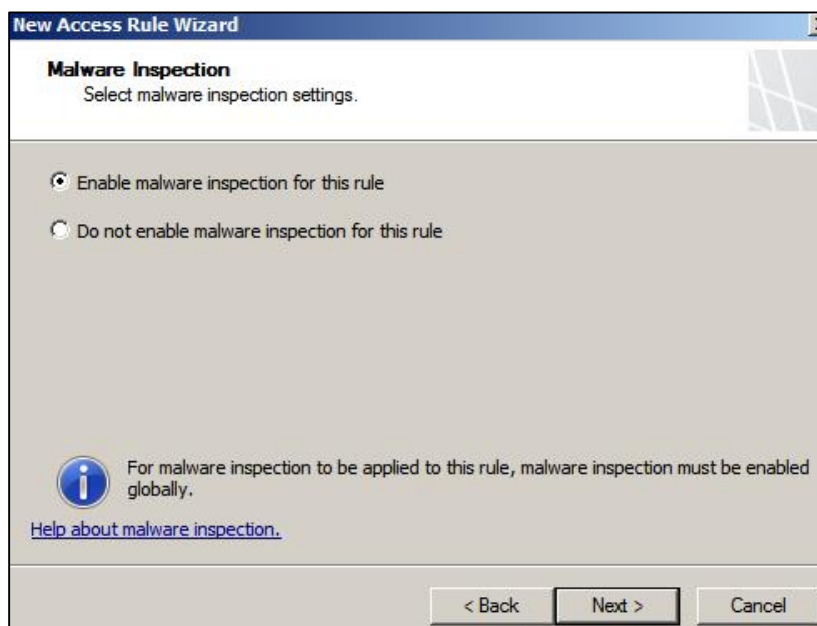 New Access Rule Wizard
Malware Inspection
Select malware inspection settings.
Enable malware inspection for this rule
Do not enable malware inspection for this rule
For malware inspection to be applied to this rule, malware inspection must be enabled
globally.
Help about malware inspection.
< Back Next > Cancel